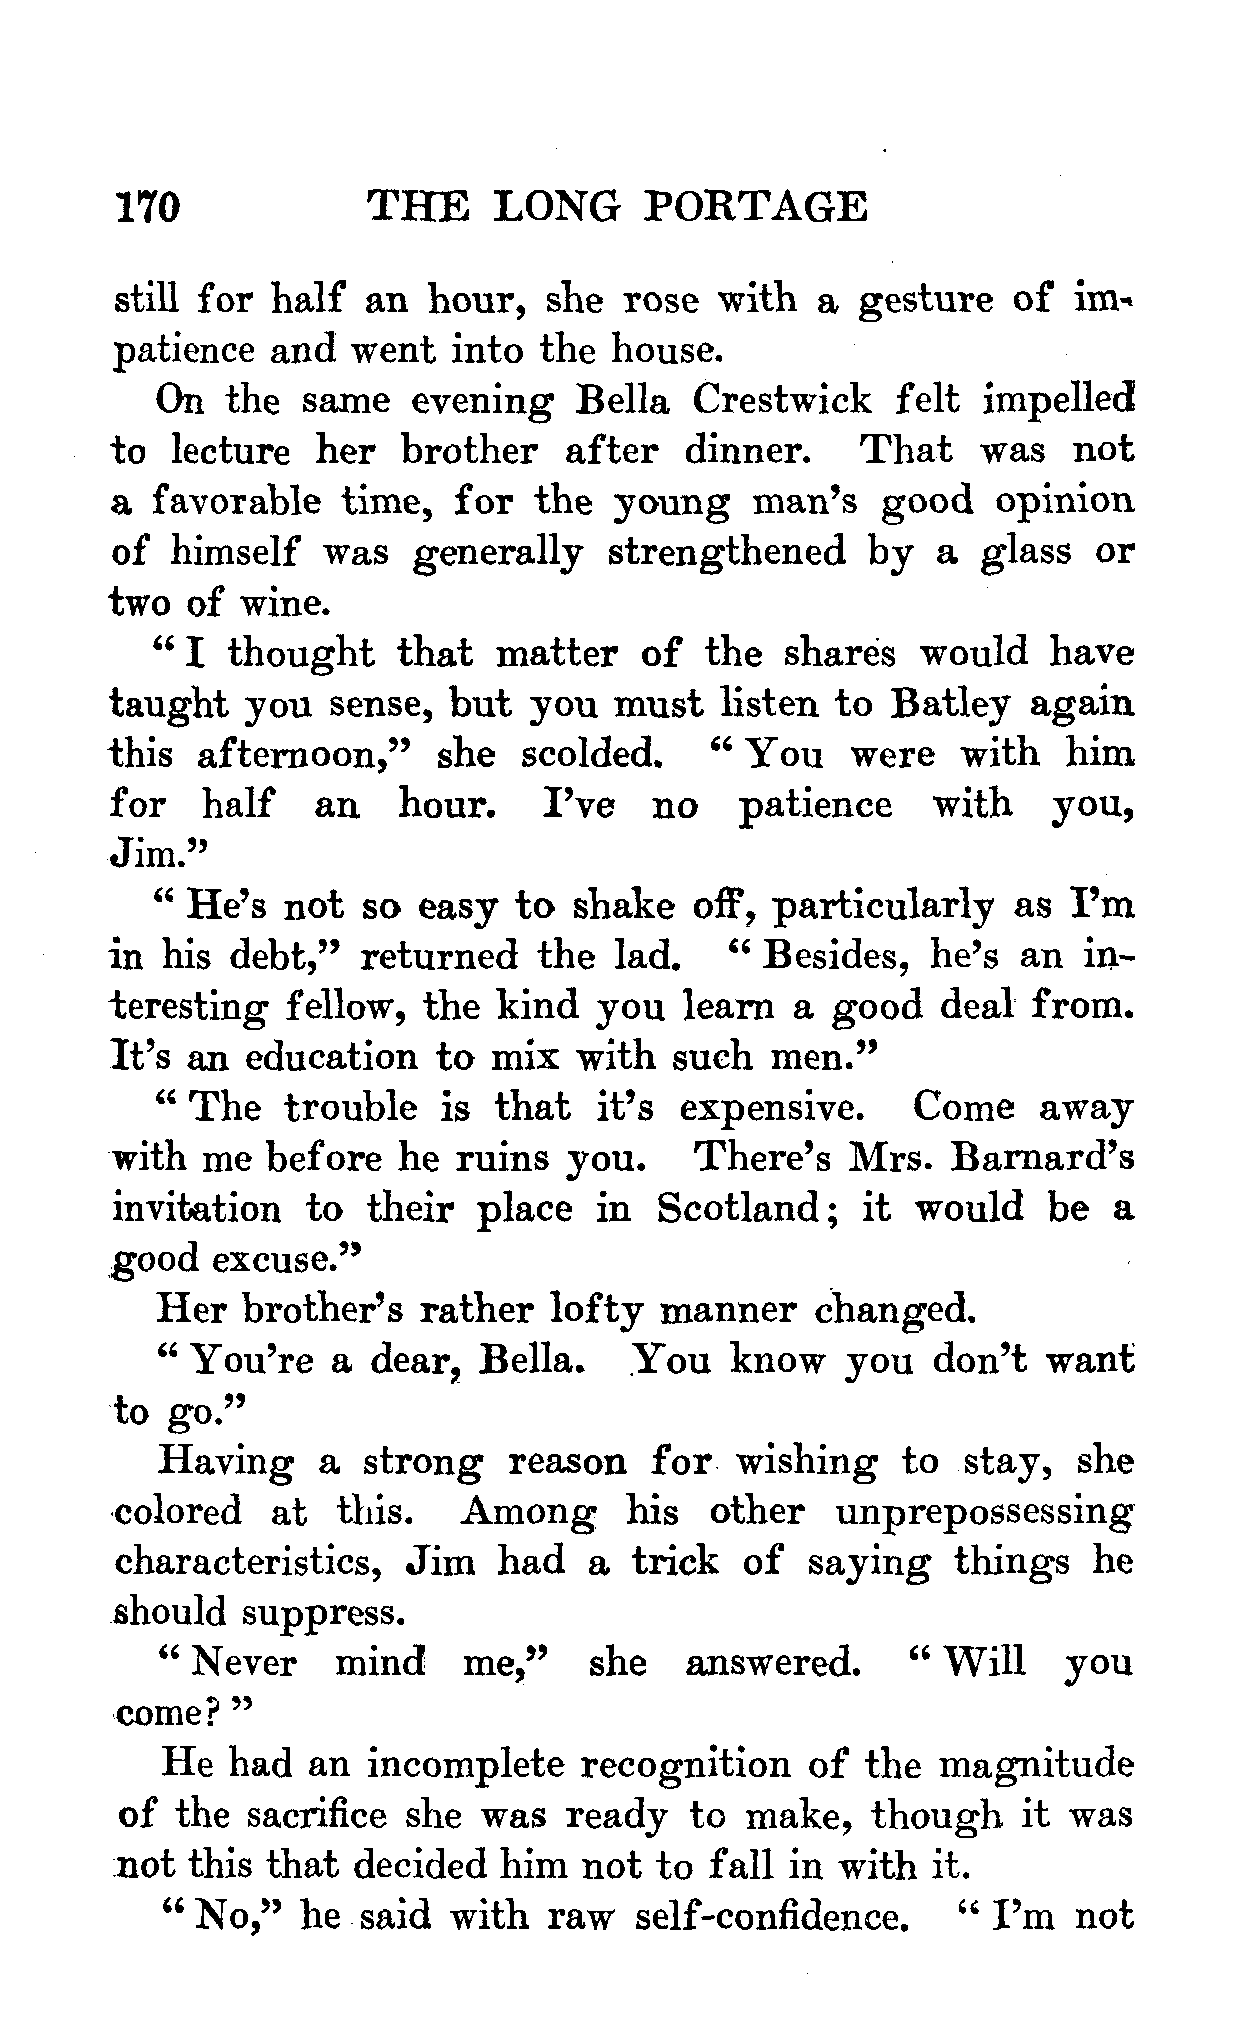 170 THE LONG PORTAGE
still for half an hour, she rose with a gesture of im-
patience and went into the house.
On the same evening Bella Crestwick felt impelled
to lecture her brother after dinner. That was not
a favorable time, for the young man's good opinion
of himself was generally strengthened by a glass or
two of wine.
“ I thought that matter of the shares would have
taught you sense, but you must listen to Batley again
this afternoon,” she scolded. “ You were with him
for half an hour. I've no patience with you,
Jim.”
“ He's not so easy to shake off, particularly as I'm
in his debt,” returned the lad. “ Besides, he's an in-
teresting fellow, the kind you learn a good deal from.
It's an education to mix with such men.”
“ The trouble is that it's expensive. Come away
with me before he ruins you. There's Mrs. Barnard's
invitation to their place in Scotland; it would be a
good excuse.”
Her brother's rather lofty manner changed.
“ You're a dear, Bella. You know you don't want
to go.”
Having a strong reason for wishing to stay, she
colored at this. Among his other unprepossessing
characteristics, Jim had a trick of saying things he
should suppress.
“ Never mind me,” she answered. “ Will you
come? ”
He had an incomplete recognition of the magnitude
of the sacrifice she was ready to make, though it was
not this that decided him not to fall in with it.
“ No,” he said with raw self-confidence. “ I'm not